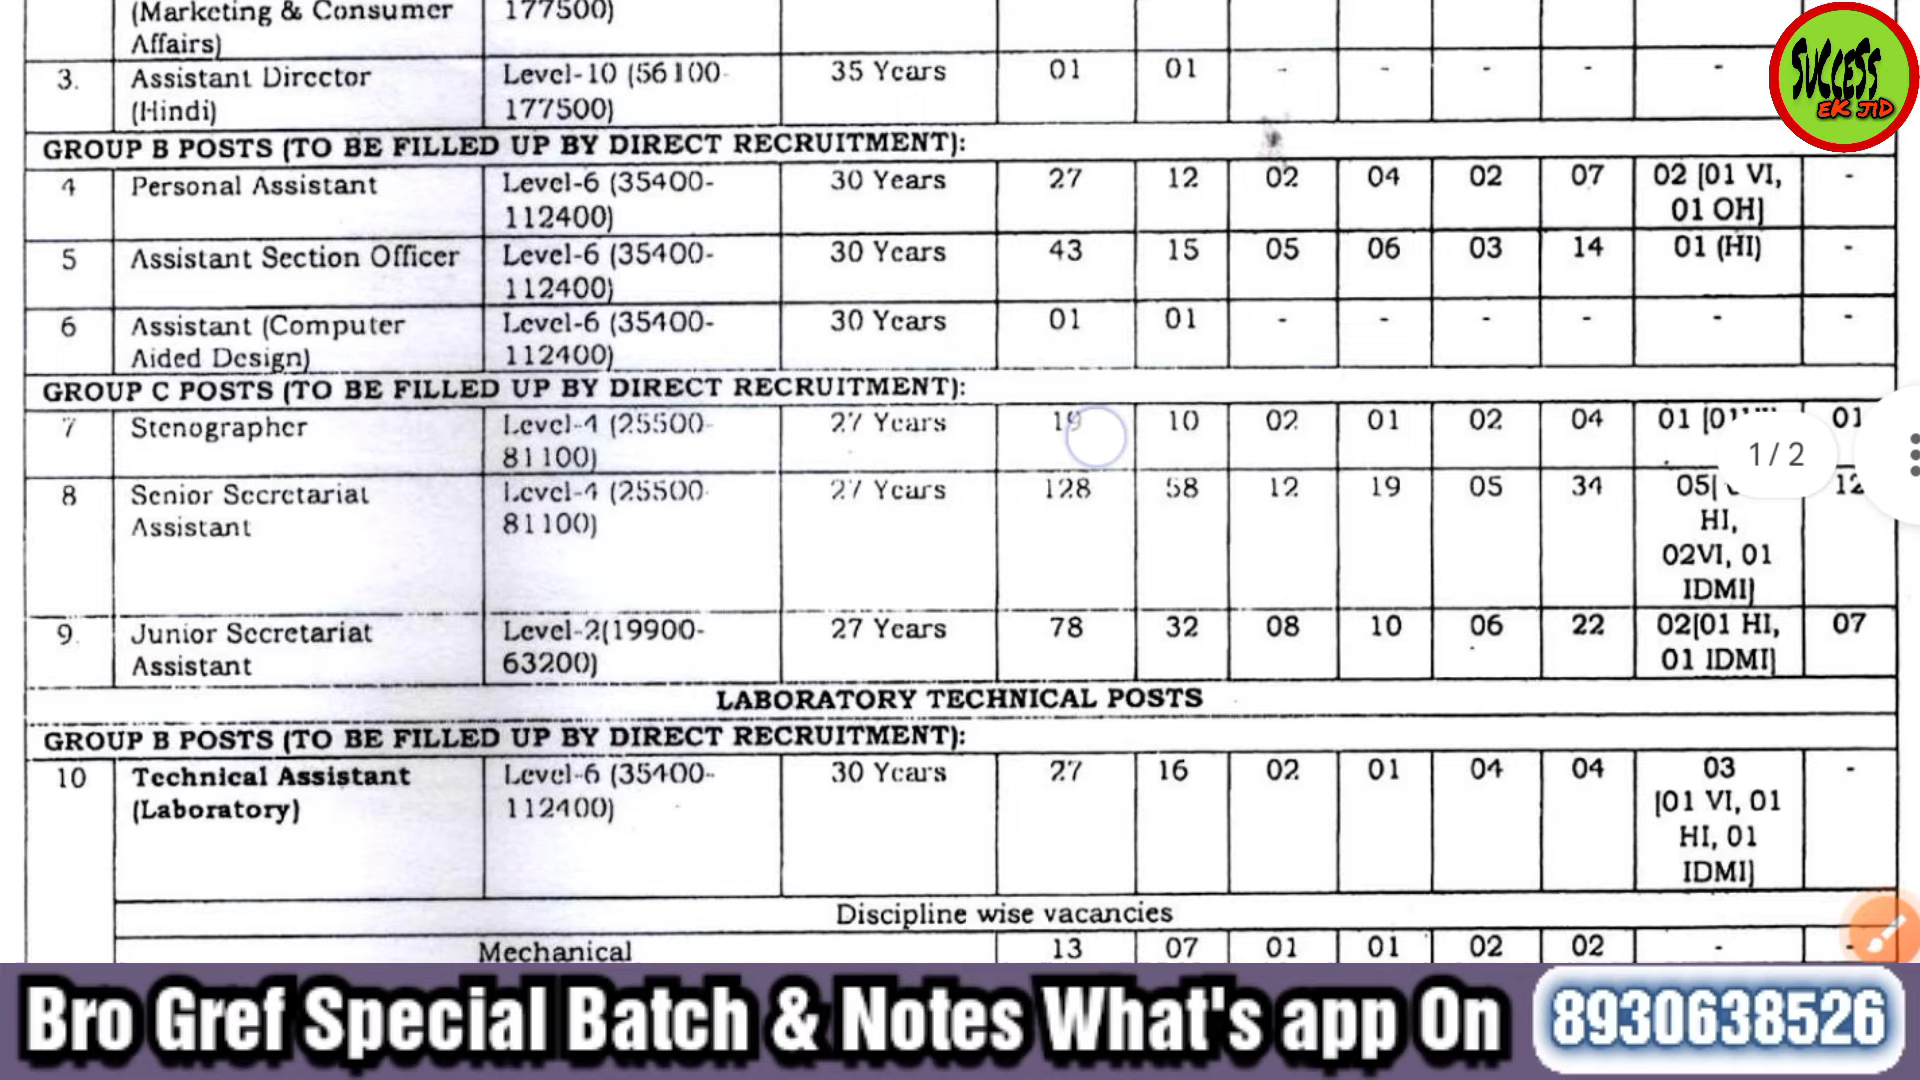 (Marketing & Consumer 177500)
Affairs)
3. Assistant Director Level-10 (56100- 35 Years 01 01 - - - - -
(Hindi) 177500)
GROUP B POSTS (TO BE FILLED UP BY DIRECT RECRUITMENT):
4 Personal Assistant Level-6 (35400- 30 Years 27 12 02 04 02 07 02 [01 VI, -
112400) 01 OH]
5 Assistant Section Officer Level-6 (35400- 30 Years 43 15 05 06 03 14 01 (HI) -
112400)
6 Assistant (Computer Level-6 (35400- 30 Years 01 01 - - - - - -
Aided Design) 112400)
GROUP C POSTS (TO BE FILLED UP BY DIRECT RECRUITMENT):
7 Stenographer Level-4 (25500- 27 Years 19 10 02 01 02 04 01 01
81100)
1 / 2
8 Senior Secretariat Level-4 (25500- 27 Years 128 58 12 19 05 34 05[ 12
Assistant 81100) HI,
02VI, 01
IDMI]
9. Junior Secretariat Level-2(19900- 27 Years 78 32 08 10 06 22 02[01 HI, 07
Assistant 63200) 01 IDMI]
LABORATORY TECHNICAL POSTS
GROUP B POSTS (TO BE FILLED UP BY DIRECT RECRUITMENT):
10 Technical Assistant Level-6 (35400- 30 Years 27 16 02 01 04 04 03 -
(Laboratory) 112400) [01 VI, 01
HI, 01
IDMI]
Discipline wise vacancies
Mechanical 13 07 01 01 02 02 - -
SUCCESS
EK JID
Bro Gref Special Batch & Notes What's app On 8930638526